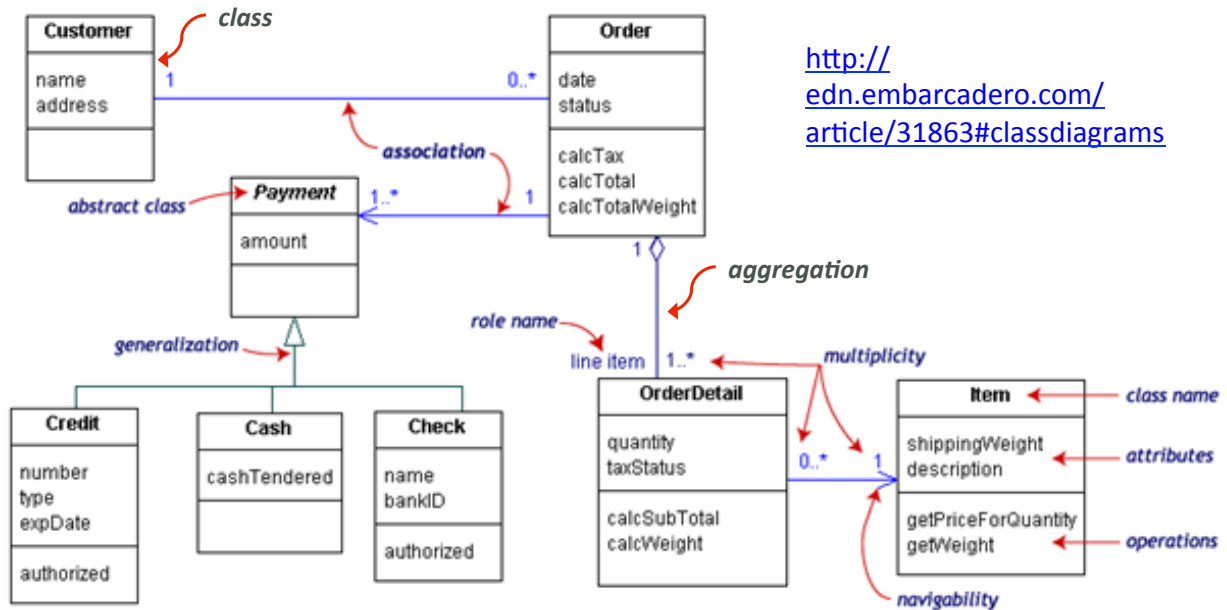 class
Customer
name
address
1
0..*
Order
date
status
calcTax
calcTotal
calcTotalWeight
http://
edn.embarcadero.com/
article/31863#classdiagrams
association
abstract class
Payment
amount
1..*
1
1
aggregation
generalization
role name
line item
1..*
multiplicity
Credit
number
type
expDate
authorized
Cash
cashTendered
Check
name
bankID
authorized
OrderDetail
quantity
taxStatus
calcSubTotal
calcWeight
0..*
1
Item
shippingWeight
description
getPriceForQuantity
getWeight
class name
attributes
operations
navigability